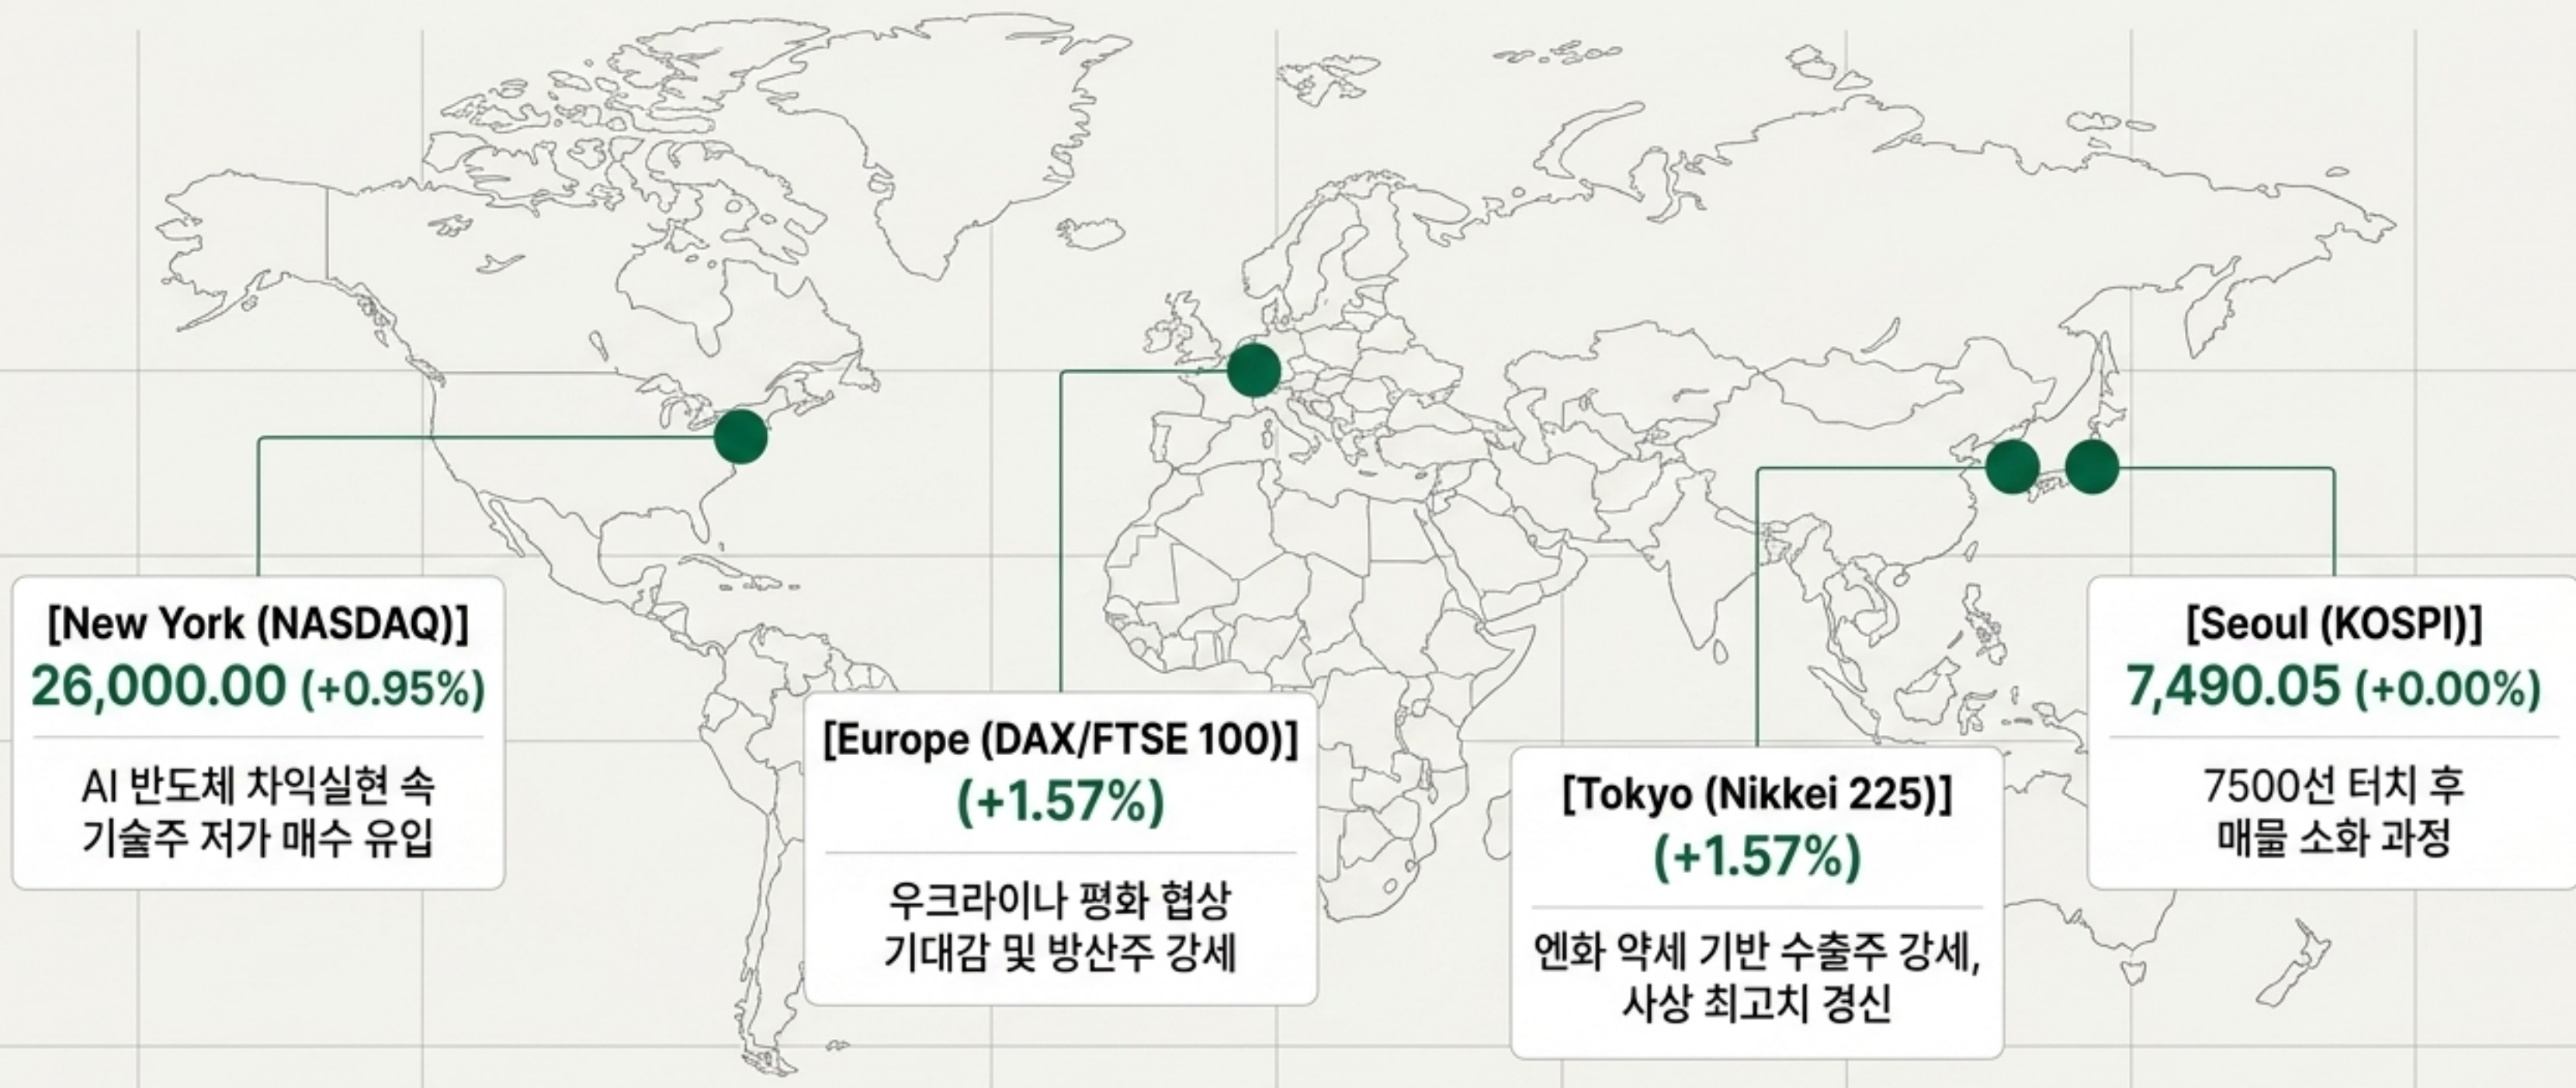 [New York (NASDAQ)]
26,000.00 (+0.95%)
AI 반도체 차익실현 속
기술주 저가 매수 유입
[Europe (DAX/FTSE 100)]
(+1.57%)
우크라이나 평화 협상
기대감 및 방산주 강세
[Tokyo (Nikkei 225)]
(+1.57%)
엔화 약세 기반 수출주 강세,
사상 최고치 경신
[Seoul (KOSPI)]
7,490.05 (+0.00%)
7500선 터치 후
매물 소화 과정